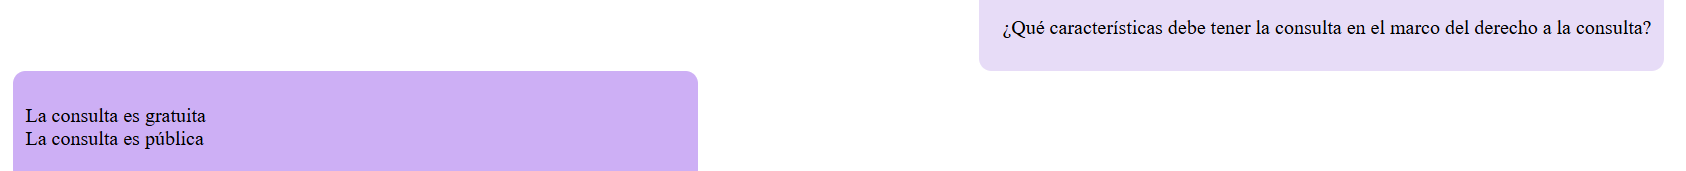 ¿Qué características debe tener la consulta en el marco del derecho a la consulta?
La consulta es gratuita
La consulta es pública